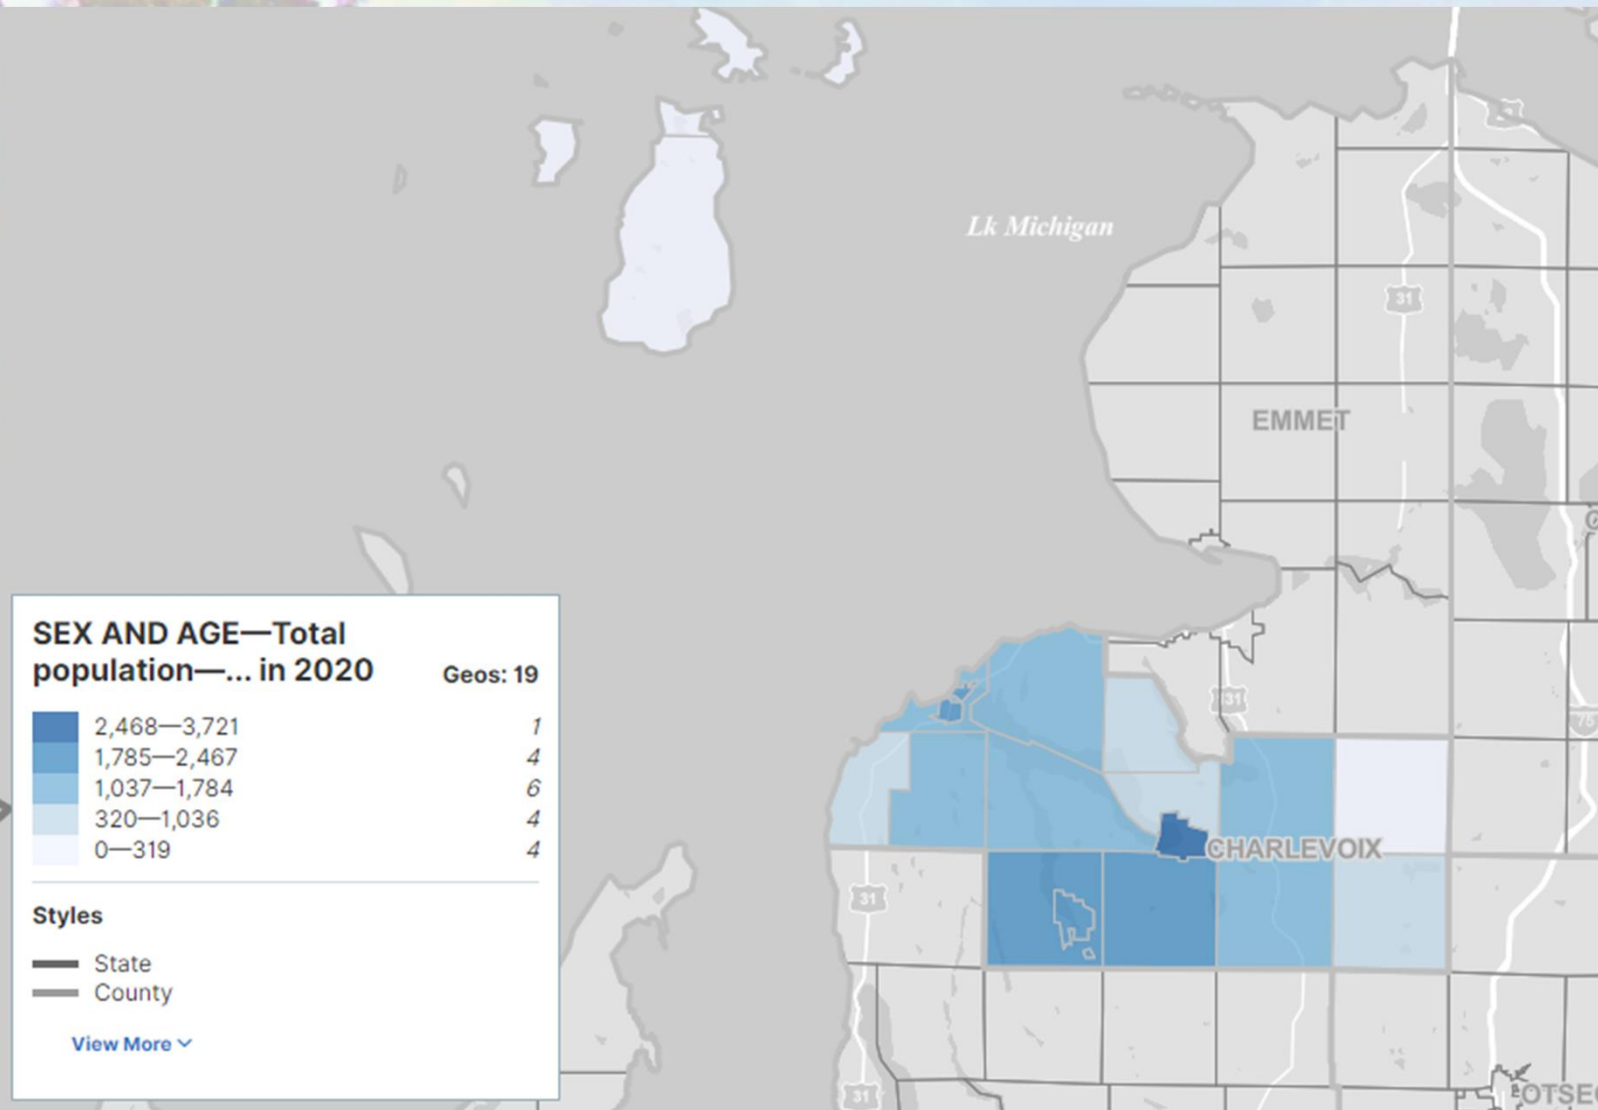 Lk Michigan
31
EMMET
SEX AND AGE—Total
population—... in 2020
Geos: 19
2,468—3,721
1
1,785—2,467
4
1,037—1,784
6
320—1,036
4
0—319
4
31
75
CHARLEVOIX
Styles
31
State
County
View More
31
OTSE